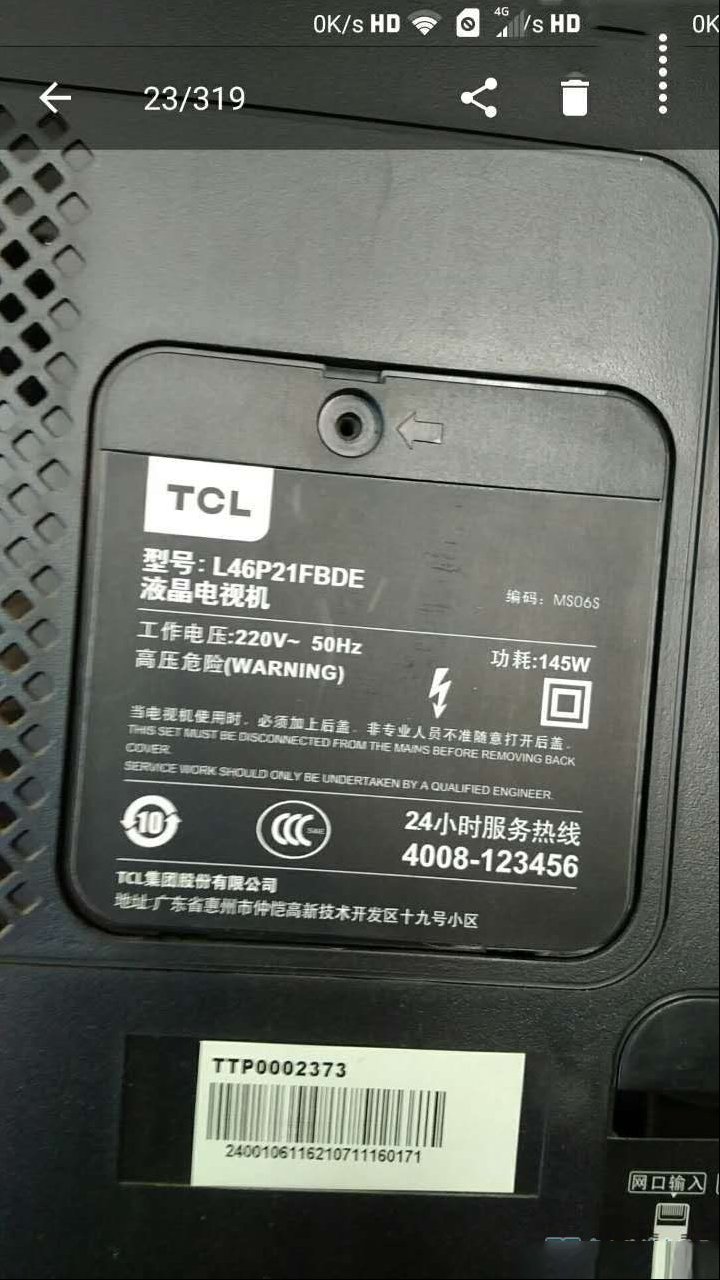 0K/s HD 4G /s HD 0K
23/319
TCL
型号: L46P21FBDE
液晶电视机
编码: MS06S
工作电压:220V~ 50Hz
功耗:145W
高压危险(WARNING)
当电视机使用时，必须加上后盖，非专业人员不准随意打开后盖。
THIS SET MUST BE DISCONNECTED FROM THE MAINS BEFORE REMOVING BACK
COVER.
SERVICE WORK SHOULD ONLY BE UNDERTAKEN BY A QUALIFIED ENGINEER.
10
CCC S&E
24小时服务热线
4008-123456
TCL集团股份有限公司
地址:广东省惠州市仲恺高新技术开发区十九号小区
TTP0002373
2400106116210711160171
网口输入